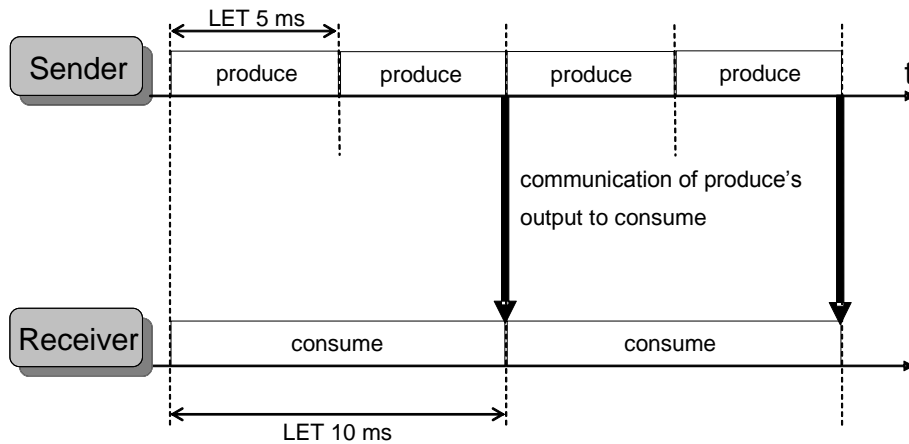 LET 5 ms
Sender
produce produce produce produce
t
communication of produce’s
output to consume
Receiver
consume consume
LET 10 ms